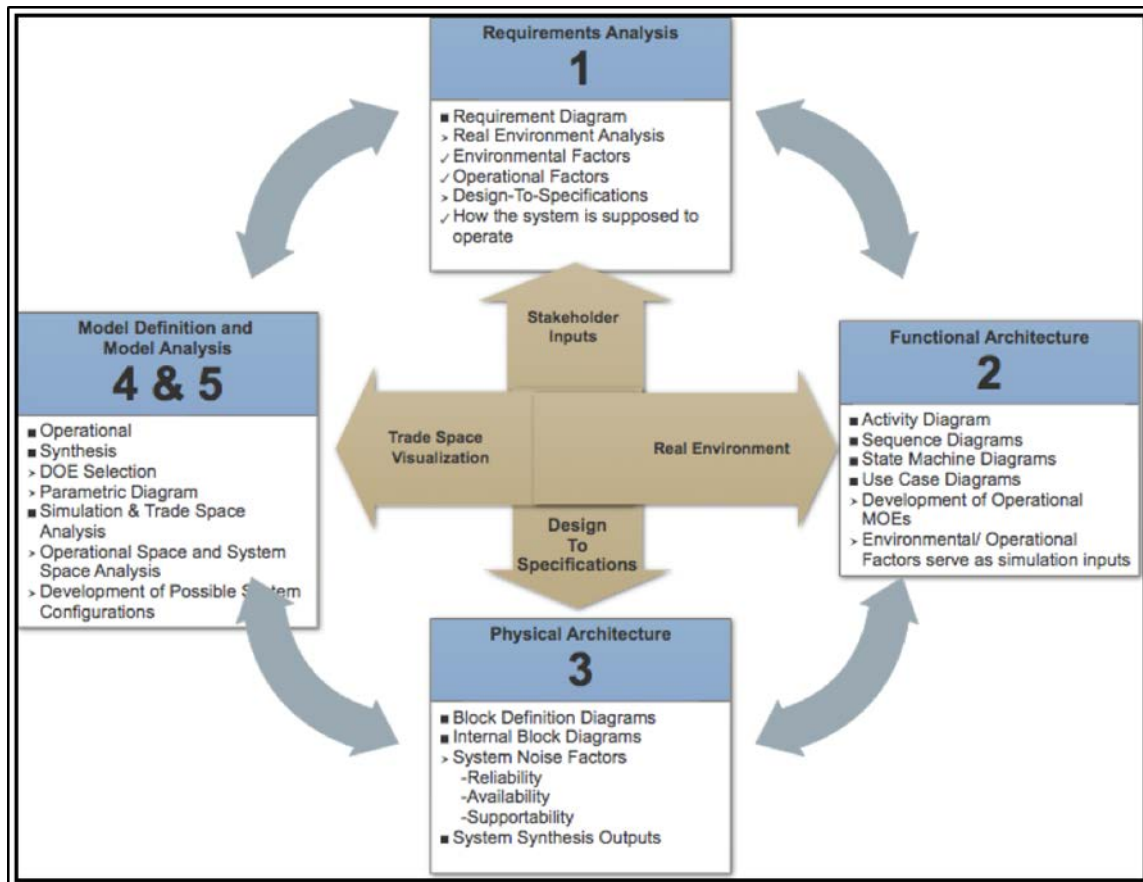 Requirements Analysis
1
■ Requirement Diagram
➢ Real Environment Analysis
✓ Environmental Factors
✓ Operational Factors
➢ Design-To-Specifications
✓ How the system is supposed to
operate
Stakeholder
Inputs
Model Definition and
Model Analysis
4 & 5
■ Operational
■ Synthesis
➢ DOE Selection
➢ Parametric Diagram
■ Simulation & Trade Space
Analysis
➢ Operational Space and System
Space Analysis
➢ Development of Possible System
Configurations
Trade Space
Visualization
Real Environment
Functional Architecture
2
■ Activity Diagram
■ Sequence Diagrams
■ State Machine Diagrams
■ Use Case Diagrams
➢ Development of Operational
MOEs
➢ Environmental/ Operational
Factors serve as simulation inputs
Design
To
Specifications
Physical Architecture
3
■ Block Definition Diagrams
■ Internal Block Diagrams
➢ System Noise Factors
-Reliability
-Availability
-Supportability
■ System Synthesis Outputs